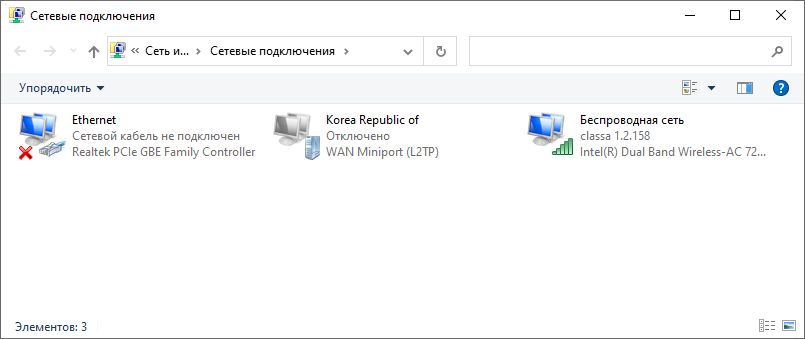 Сетевые подключения
« Сеть и... › Сетевые подключения ›
Упорядочить
Ethernet
Сетевой кабель не подключен
Realtek PCIe GBE Family Controller
Korea Republic of
Отключено
WAN Miniport (L2TP)
Беспроводная сеть
classa 1.2.158
Intel(R) Dual Band Wireless-AC 72...
Элементов: 3